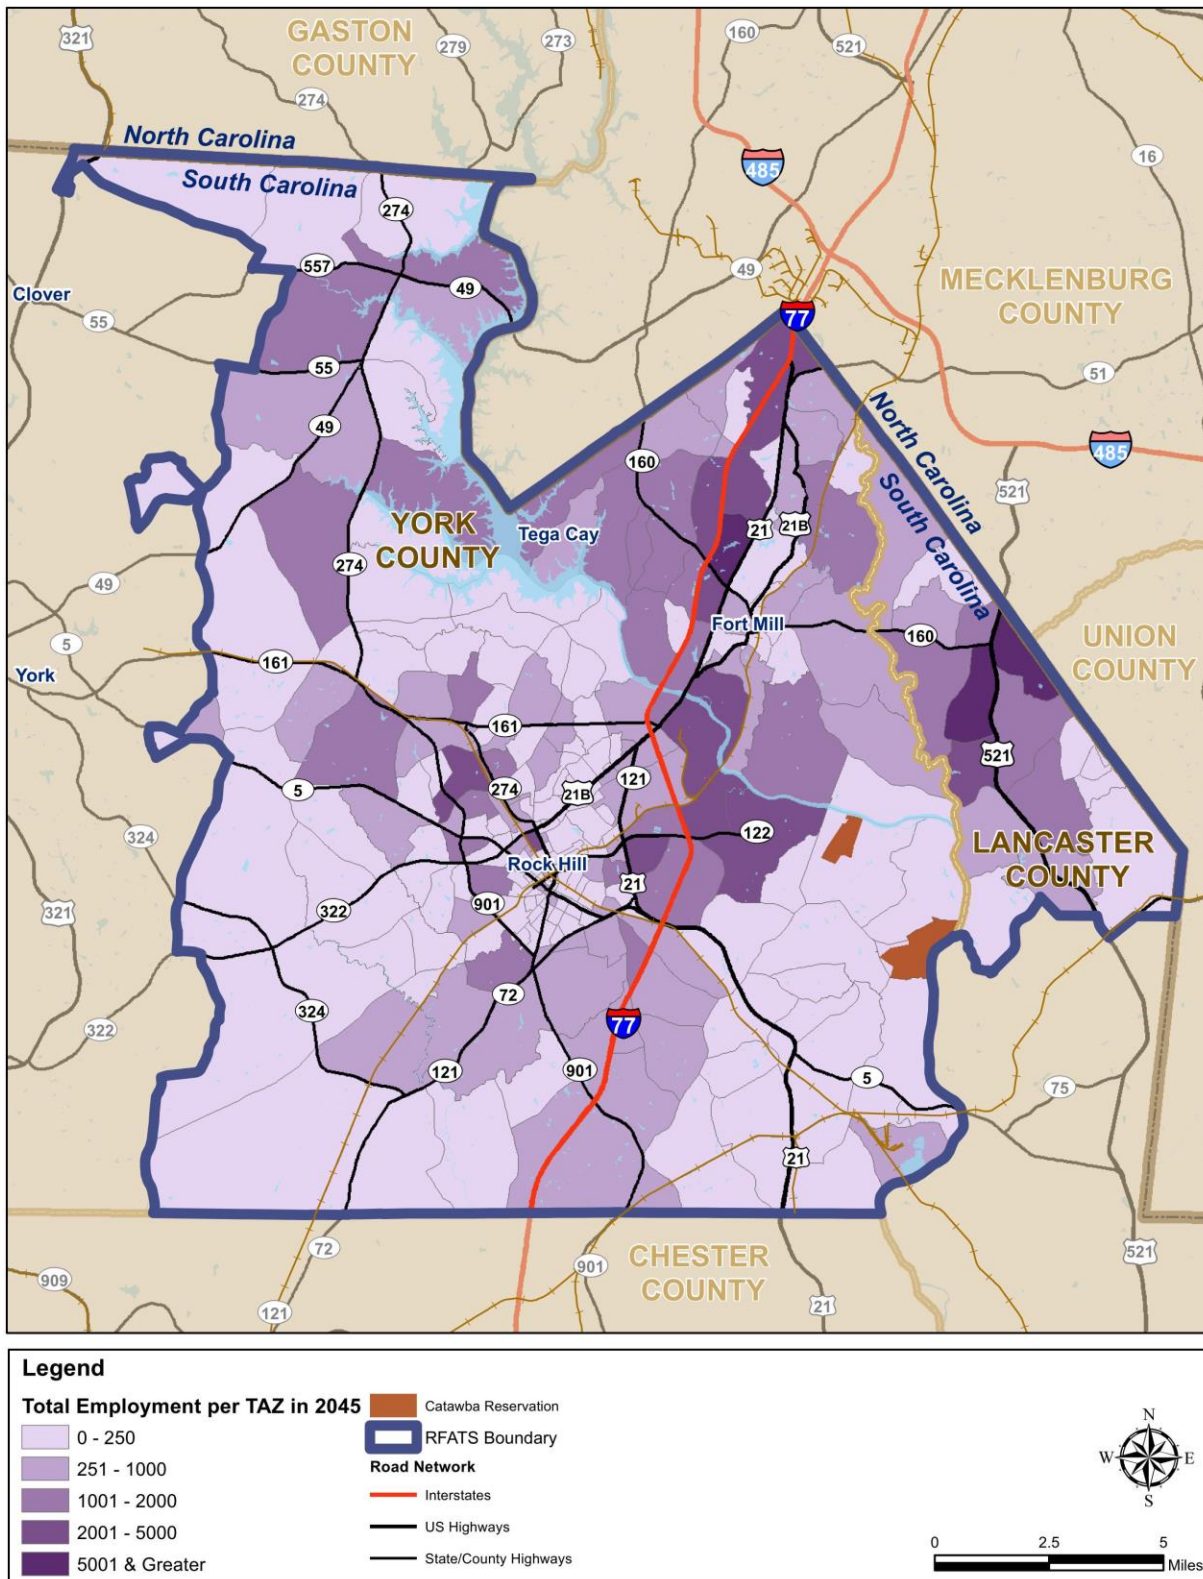 GASTON
COUNTY
321
279
273
160
521
274
16
North Carolina
South Carolina
485
274
49
MECKLENBURG
COUNTY
557
49
77
Clover
55
55
51
North Carolina
South Carolina
485
49
160
521
21
21B
YORK
COUNTY
Tega Cay
274
49
Fort Mill
160
UNION
COUNTY
5
York
161
161
521
121
274
21B
5
122
324
LANCASTER
COUNTY
Rock Hill
21
321
901
322
324
72
77
322
121
901
5
75
21
CHESTER
COUNTY
72
521
909
901
121
21
Legend
Total Employment per TAZ in 2045
0 - 250
251 - 1000
1001 - 2000
2001 - 5000
5001 & Greater
Catawba Reservation
RFATS Boundary
Road Network
Interstates
US Highways
State/County Highways
N
W E
S
0 2.5 5
Miles